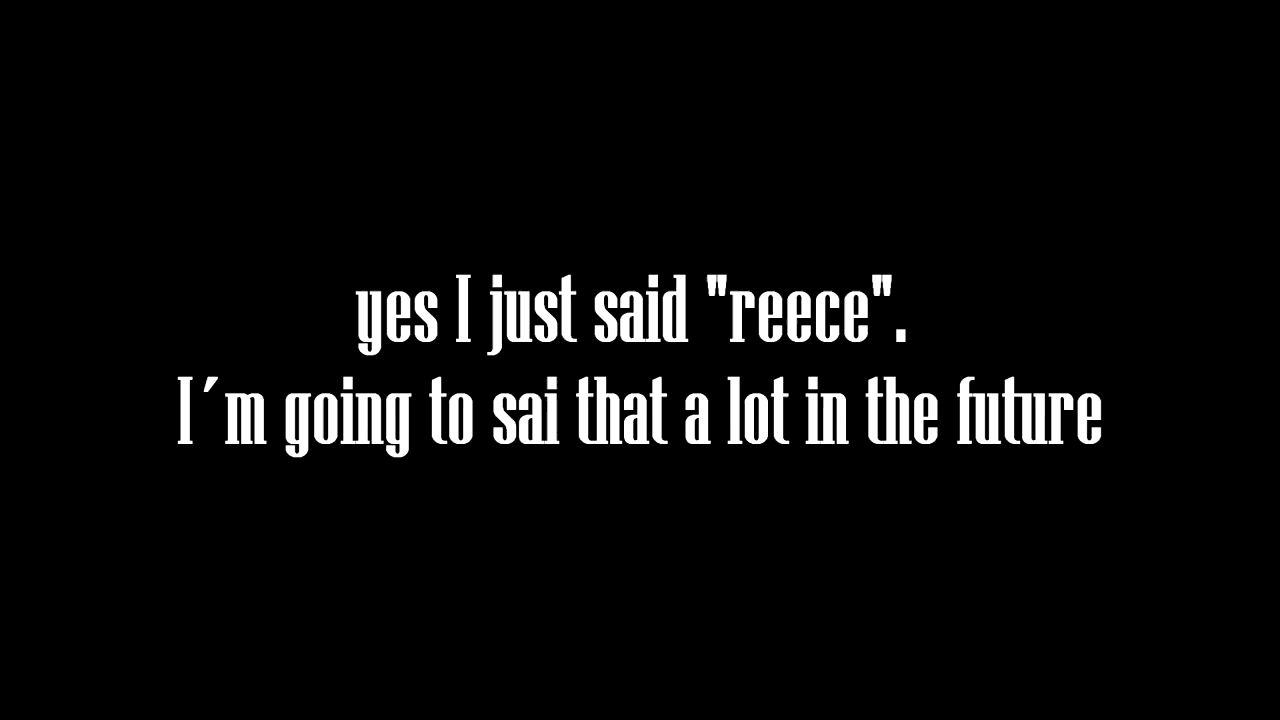 yes I just said "reece".
I´m going to sai that a lot in the future